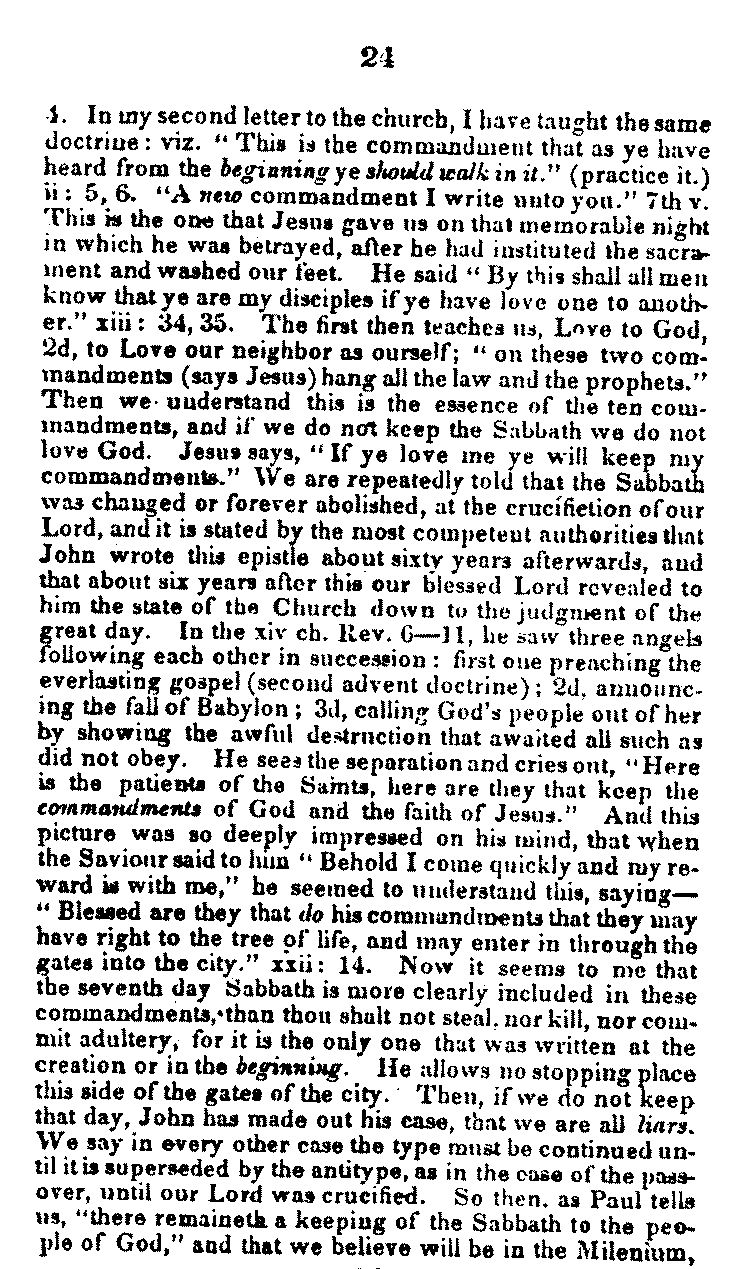 24
4. In my second letter to the church, I have taught the same
doctrine: viz. "This is the commandment that as ye have
heard from the beginning ye should walk in it." (practice it.)
ii: 5, 6. "A new commandment I write unto you." 7th v.
This is the one that Jesus gave us on that memorable night
in which he was betrayed, after he had instituted the sacra-
ment and washed our feet. He said "By this shall all men
know that ye are my disciples if ye have love one to anoth-
er." xiii: 34, 35. The first then teaches us, Love to God,
2d, to Love our neighbor as ourself; "on these two com-
mandments (says Jesus) hang all the law and the prophets."
Then we understand this is the essence of the ten com-
mandments, and if we do not keep the Sabbath we do not
love God. Jesus says, "If ye love me ye will keep my
commandments." We are repeatedly told that the Sabbath
was changed or forever abolished, at the crucifietion of our
Lord, and it is stated by the most competent authorities that
John wrote this epistle about sixty years afterwards, and
that about six years after this our blessed Lord revealed to
him the state of the Church down to the judgment of the
great day. In the xiv ch. Rev. 6—11, he saw three angels
following each other in succession: first one preaching the
everlasting gospel (second advent doctrine); 2d, announc-
ing the fall of Babylon; 3d, calling God's people out of her
by showing the awful destruction that awaited all such as
did not obey. He sees the separation and cries out, "Here
is the patients of the Saints, here are they that keep the
commandments of God and the faith of Jesus." And this
picture was so deeply impressed on his mind, that when
the Saviour said to him "Behold I come quickly and my re-
ward is with me," he seemed to understand this, saying—
"Blessed are they that do his commandments that they may
have right to the tree of life, and may enter in through the
gates into the city." xxii: 14. Now it seems to me that
the seventh day Sabbath is more clearly included in these
commandments, than thou shalt not steal, nor kill, nor com-
mit adultery, for it is the only one that was written at the
creation or in the beginning. He allows no stopping place
this side of the gates of the city. Then, if we do not keep
that day, John has made out his case, that we are all liars.
We say in every other case the type must be continued un-
til it is superseded by the antitype, as in the case of the pass-
over, until our Lord was crucified. So then, as Paul tells
us, "there remaineth a keeping of the Sabbath to the peo-
ple of God," and that we believe will be in the Milenium,